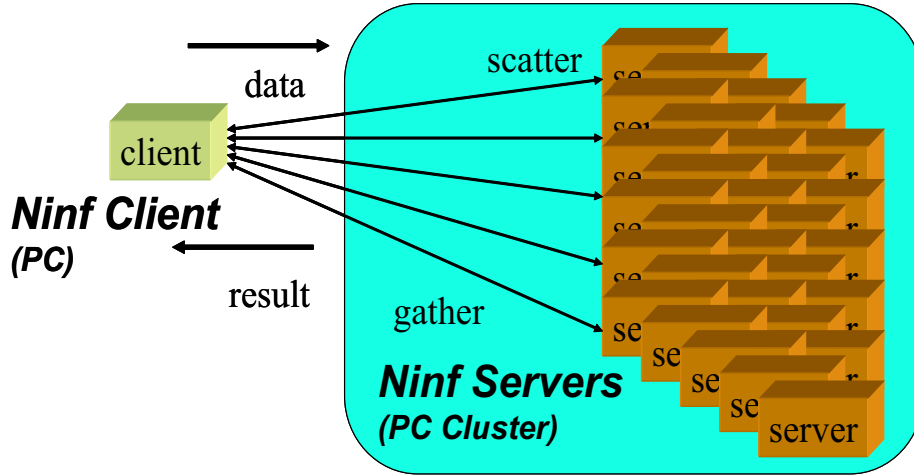 data
scatter
client
Ninf Client
(PC)
result
gather
Ninf Servers
(PC Cluster)
server